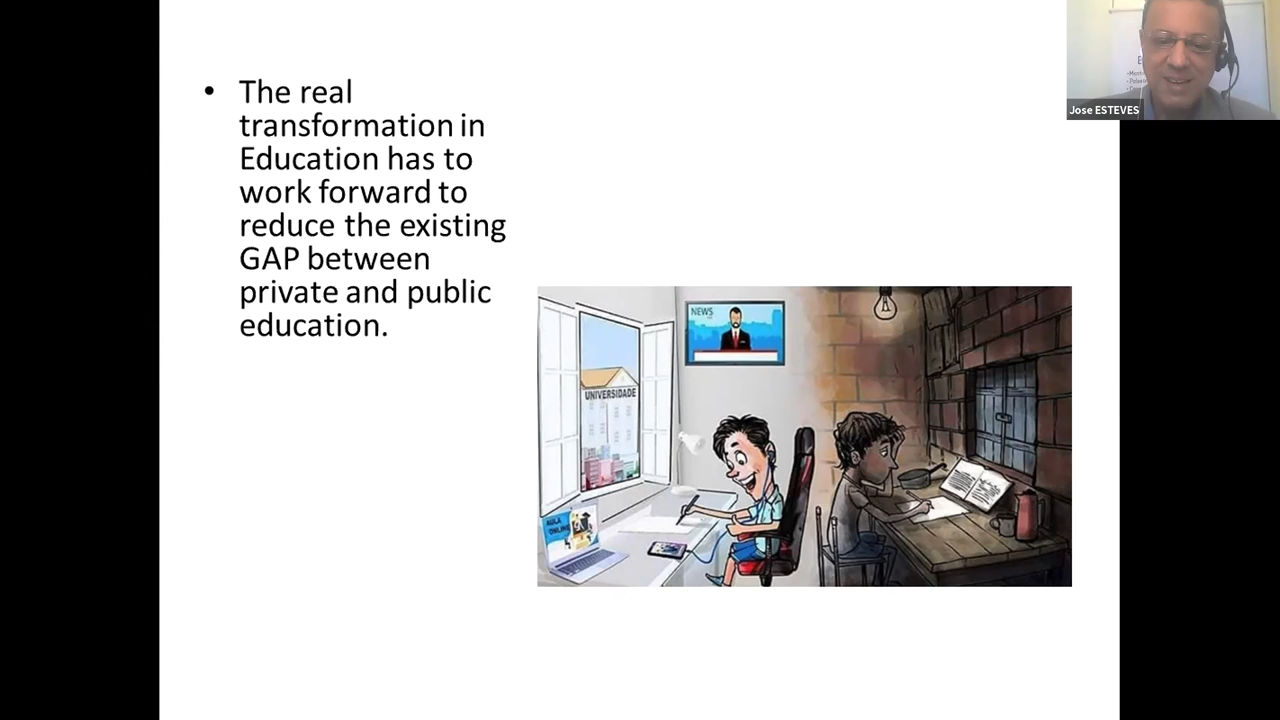 • The real
transformation in
Education has to
work forward to
reduce the existing
GAP between
private and public
education.
Jose ESTEVES
NEWS
UNIVERSIDADE
AULA
ONLINE